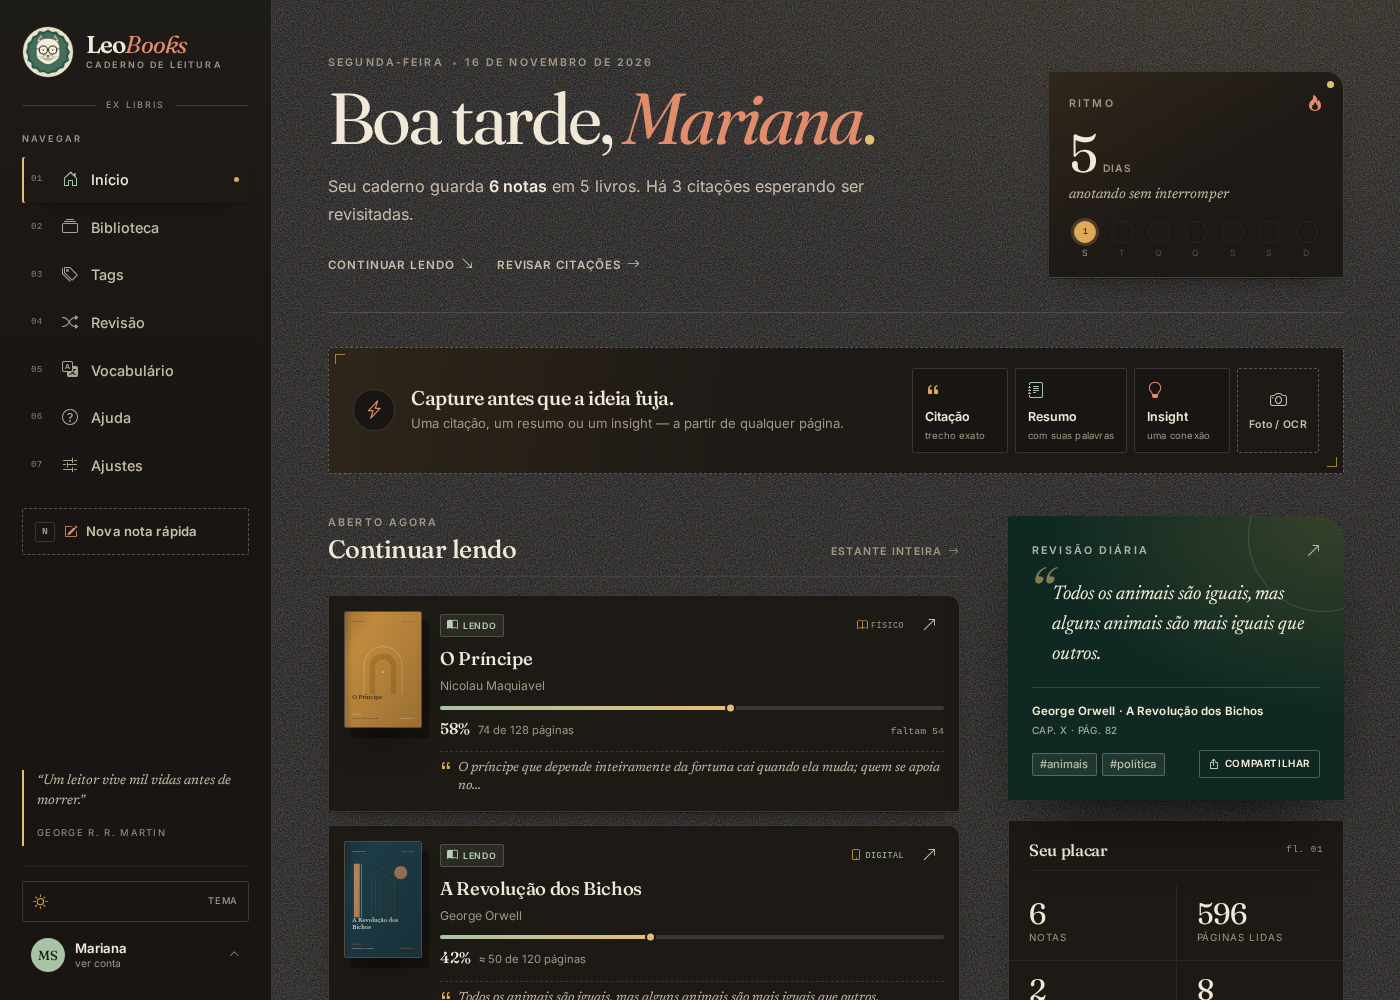 LeoBooks
CADERNO DE LEITURA
EX LIBRIS
NAVEGAR
01 Início
02 Biblioteca
03 Tags
04 Revisão
05 Vocabulário
06 Ajuda
07 Ajustes
N Nova nota rápida
“Um leitor vive mil vidas antes de
morrer.”
GEORGE R. R. MARTIN
TEMA
MS Mariana
ver conta
SEGUNDA-FEIRA • 16 DE NOVEMBRO DE 2026
Boa tarde, Mariana.
Seu caderno guarda 6 notas em 5 livros. Há 3 citações esperando ser
revisitadas.
CONTINUAR LENDO ↘ REVISAR CITAÇÕES →
RITMO
5 DIAS
anotando sem interromper
1
S T Q Q S S D
Capture antes que a ideia fuja.
Uma citação, um resumo ou um insight — a partir de qualquer página.
Citação
trecho exato
Resumo
com suas palavras
Insight
uma conexão
Foto / OCR
ABERTO AGORA
Continuar lendo
ESTANTE INTEIRA →
O Príncipe
LENDO
FÍSICO
O Príncipe
Nicolau Maquiavel
58% 74 de 128 páginas
faltam 54
“ O príncipe que depende inteiramente da fortuna cai quando ela muda; quem se apoia
no...
A Revolução dos
Bichos
LENDO
DIGITAL
A Revolução dos Bichos
George Orwell
42% ≈ 50 de 120 páginas
“ Todos os animais são iguais, mas alguns animais são mais iguais que outros.
REVISÃO DIÁRIA
“
Todos os animais são iguais, mas
alguns animais são mais iguais que
outros.
George Orwell · A Revolução dos Bichos
CAP. X · PÁG. 82
#animais #política
COMPARTILHAR
Seu placar
fl. 01
6
NOTAS
596
PÁGINAS LIDAS
2
8